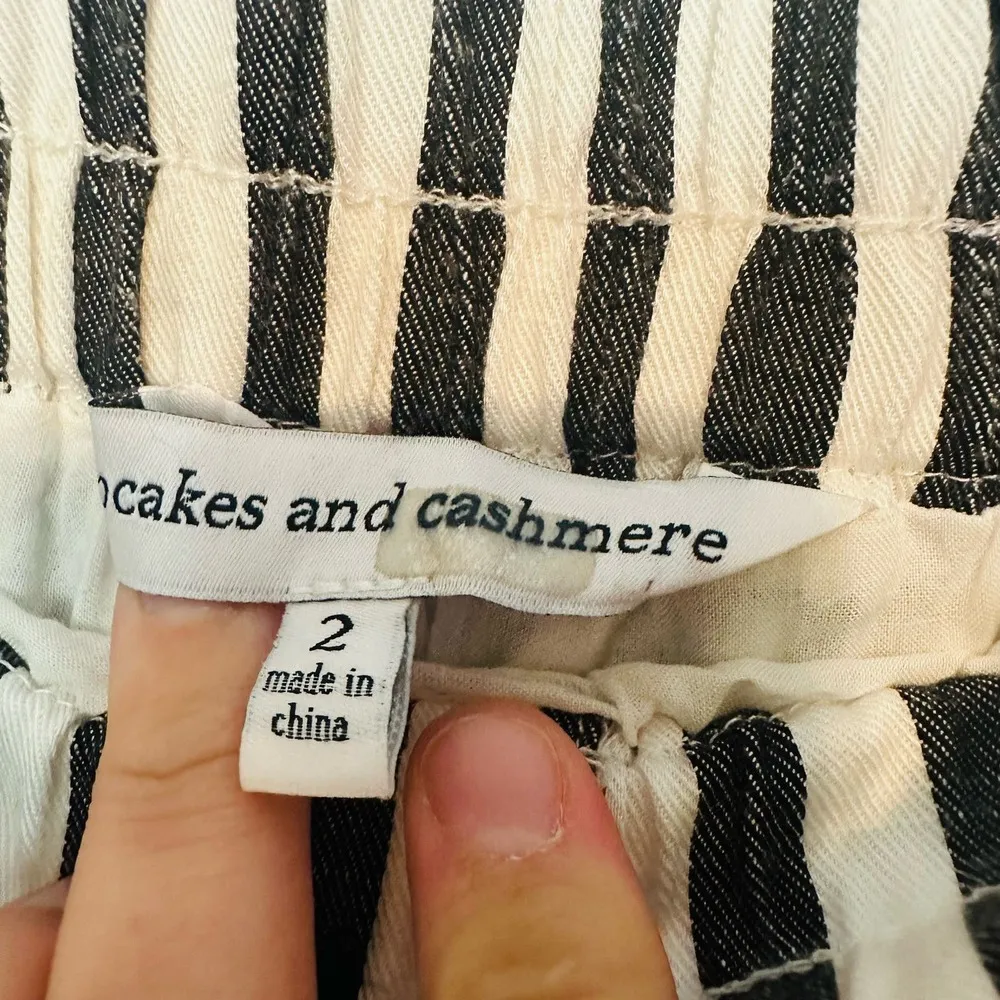 cakes and cashmere
2
made in
china